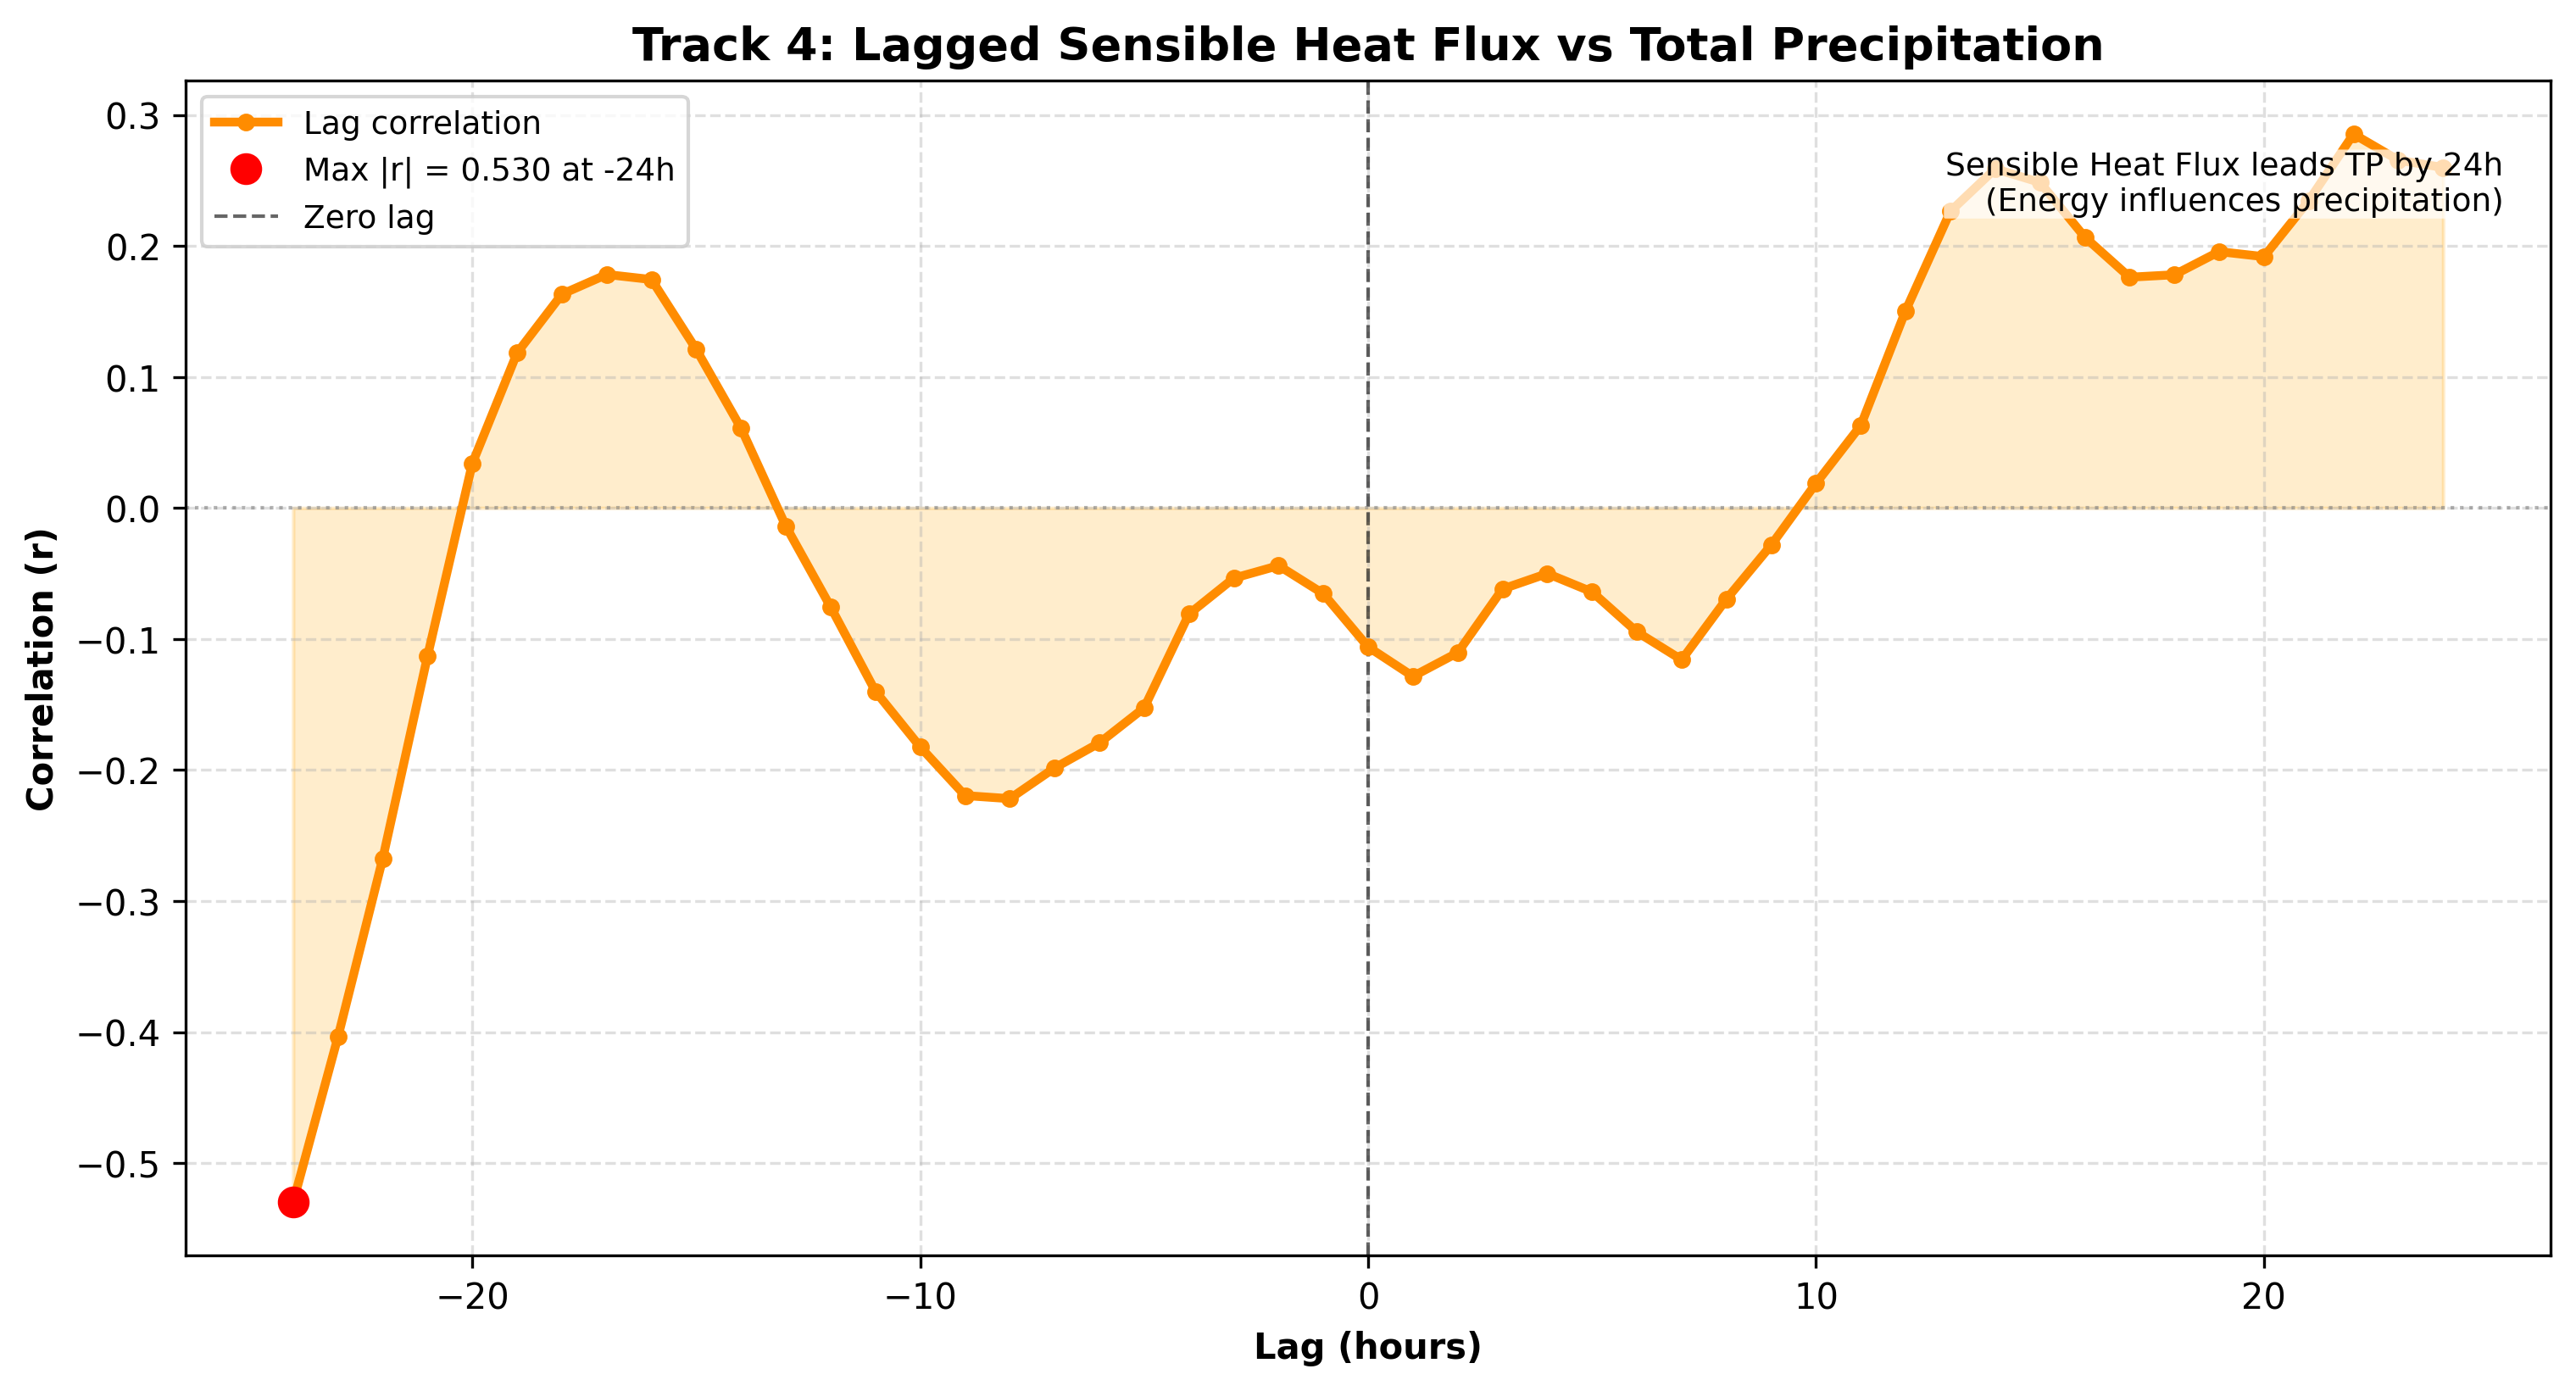 Track 4: Lagged Sensible Heat Flux vs Total Precipitation
Lag correlation
Max |r| = 0.530 at -24h
Zero lag
Sensible Heat Flux leads TP by 24h
(Energy influences precipitation)
0.3
0.2
0.1
0.0
−0.1
−0.2
−0.3
−0.4
−0.5
Correlation (r)
−20
−10
0
10
20
Lag (hours)